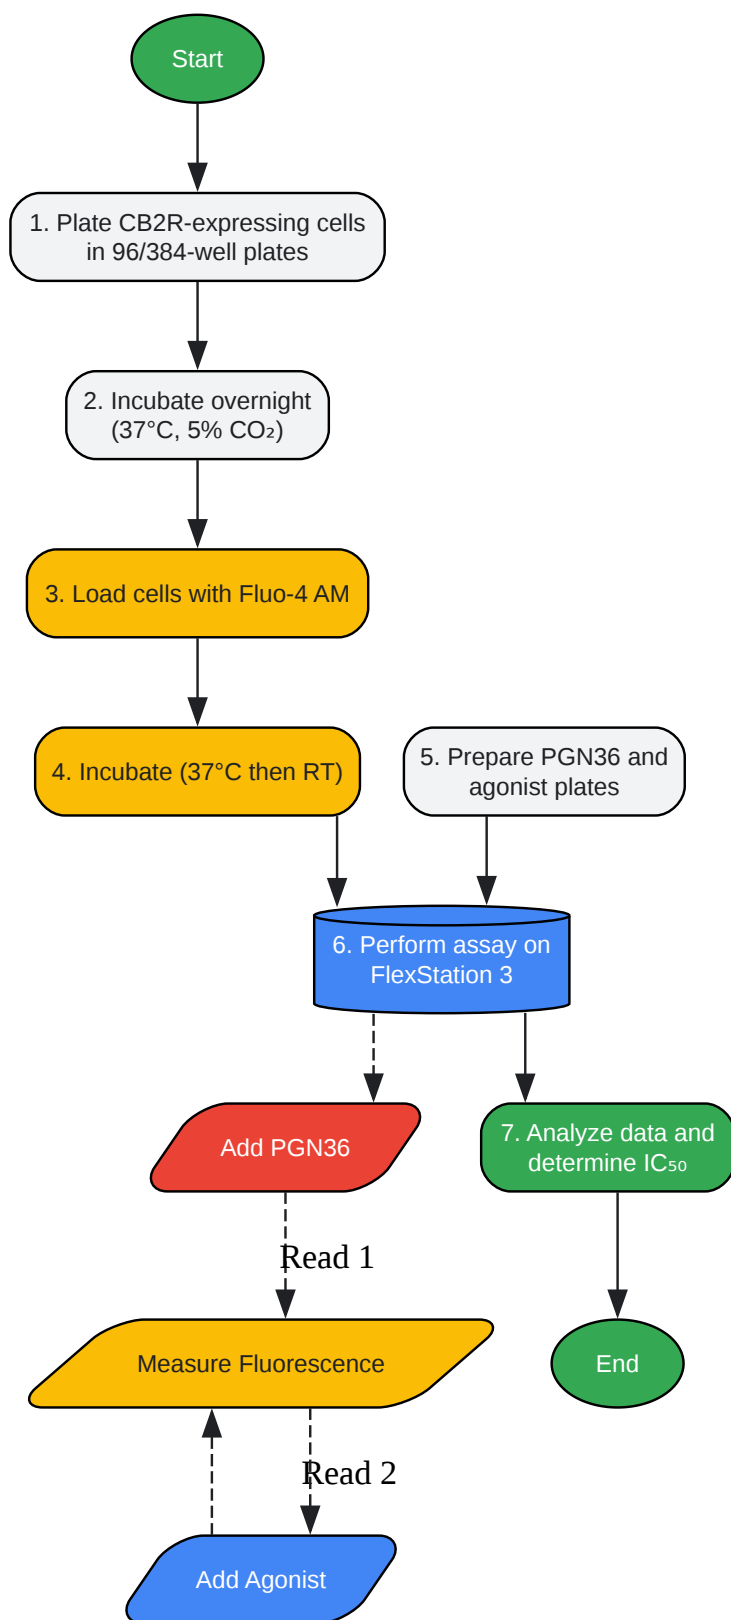 Start
1. Plate CB2R-expressing cells
in 96/384-well plates
2. Incubate overnight
(37°C, 5% CO₂)
3. Load cells with Fluo-4 AM
4. Incubate (37°C then RT)
5. Prepare PGN36 and
agonist plates
6. Perform assay on
FlexStation 3
Add PGN36
7. Analyze data and
determine IC₅₀
Read 1
Measure Fluorescence
End
Read 2
Add Agonist